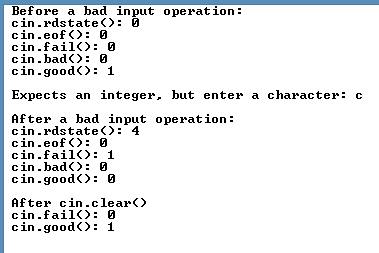 Before a bad input operation:
cin.rdstate(): 0
cin.eof(): 0
cin.fail(): 0
cin.bad(): 0
cin.good(): 1
Expects an integer, but enter a character: c
After a bad input operation:
cin.rdstate(): 4
cin.eof(): 0
cin.fail(): 1
cin.bad(): 0
cin.good(): 0
After cin.clear()
cin.fail(): 0
cin.good(): 1